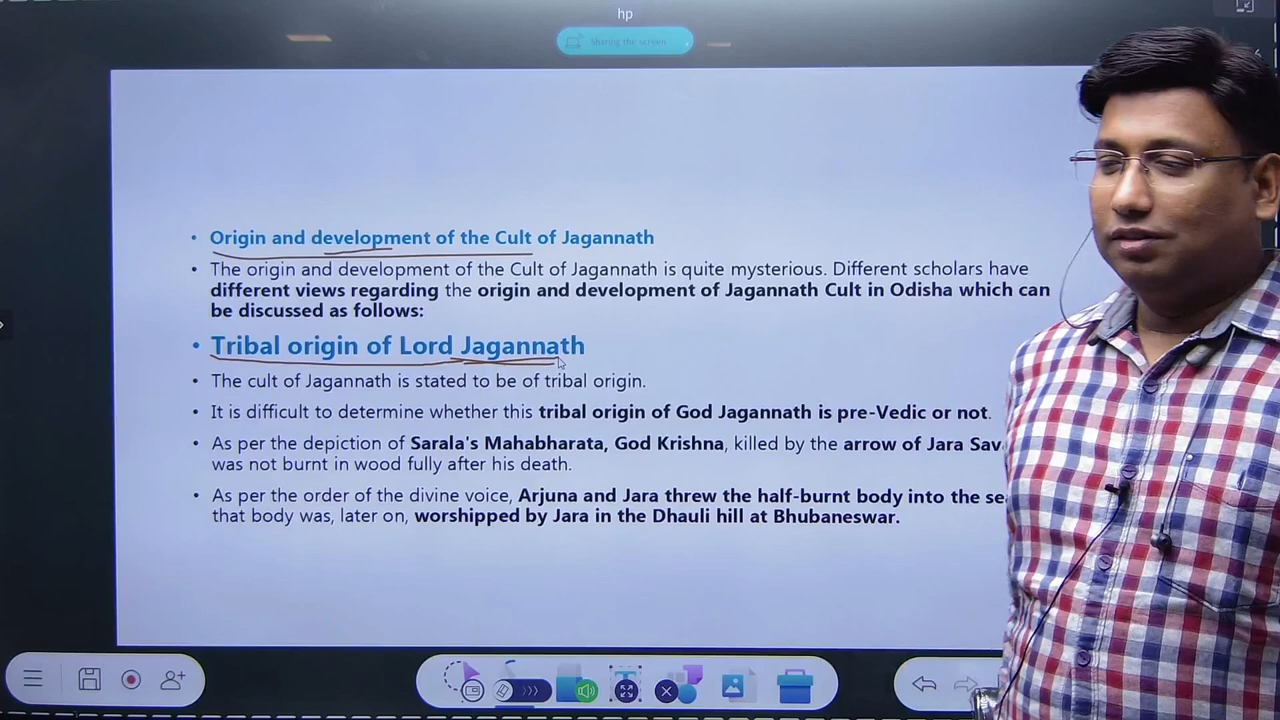 hp
Sharing the screen
• Origin and development of the Cult of Jagannath
• The origin and development of the Cult of Jagannath is quite mysterious. Different scholars have
different views regarding the origin and development of Jagannath Cult in Odisha which can
be discussed as follows:
• Tribal origin of Lord Jagannath
• The cult of Jagannath is stated to be of tribal origin.
• It is difficult to determine whether this tribal origin of God Jagannath is pre-Vedic or not.
• As per the depiction of Sarala's Mahabharata, God Krishna, killed by the arrow of Jara
was not burnt in wood fully after his death.
• As per the order of the divine voice, Arjuna and Jara threw the half-burnt body into the
that body was, later on, worshipped by Jara in the Dhauli hill at Bhubaneswar.